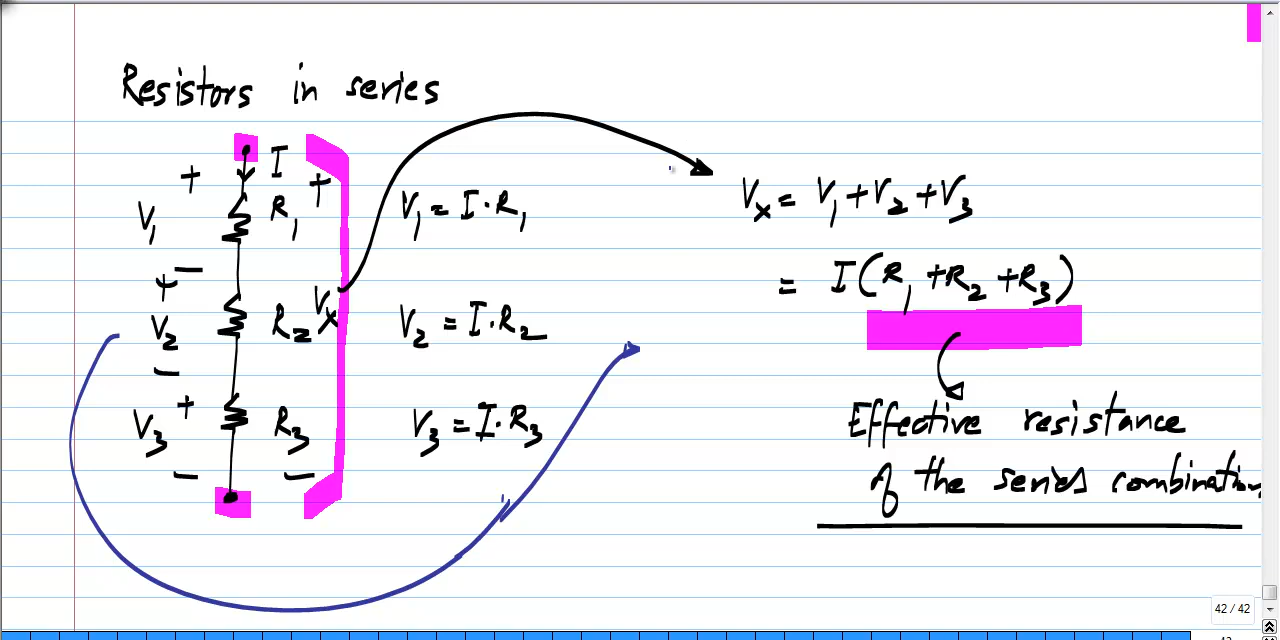 Resistors in series
+ I +
V₁ R₁ V₁ = I·R₁
Vₓ = V₁ + V₂ + V₃
−
= I(R₁ + R₂ + R₃)
+
V₂ R₂ Vₓ V₂ = I·R₂
−
V₃ + R₃ V₃ = I·R₃
− −
Effective resistance
of the series combination
42 / 42